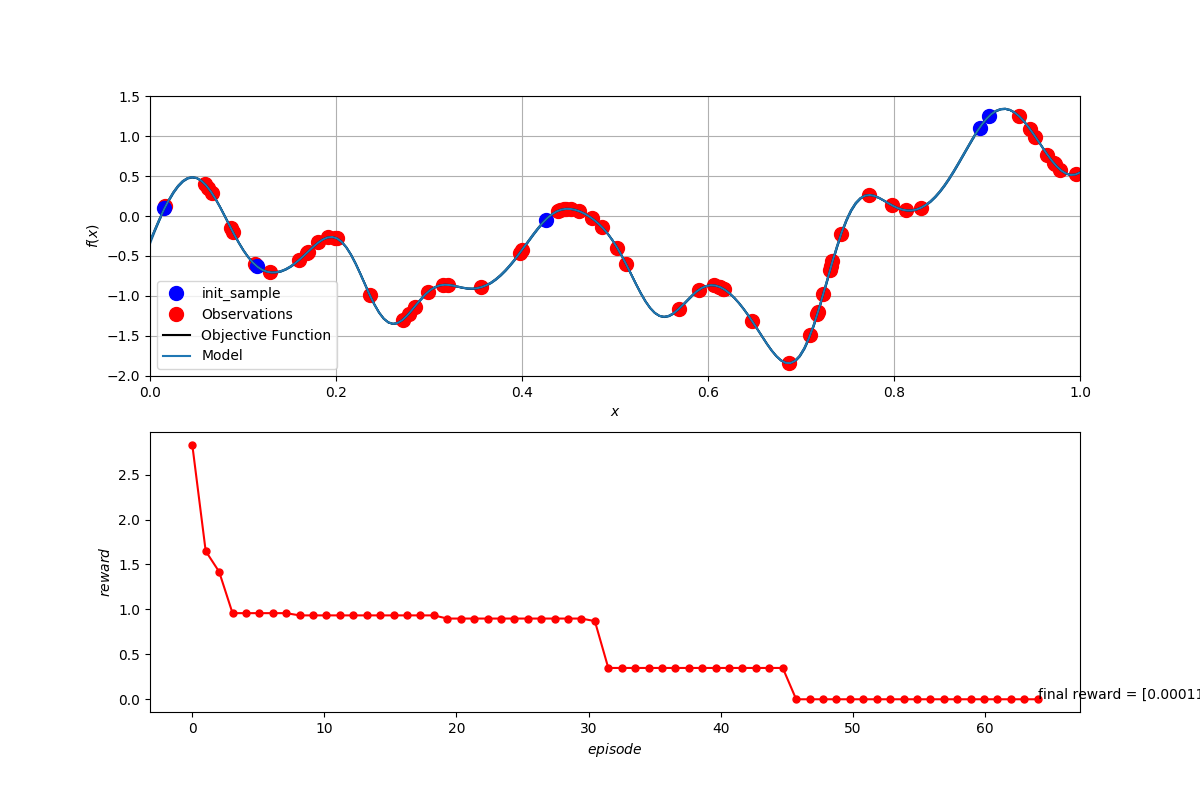 1.5
1.0
0.5
0.0
−0.5
−1.0
−1.5
−2.0
f(x)
init_sample
Observations
Objective Function
Model
0.0 0.2 0.4 0.6 0.8 1.0
x
2.5
2.0
1.5
1.0
0.5
0.0
reward
final reward = [0.00011
0 10 20 30 40 50 60
episode